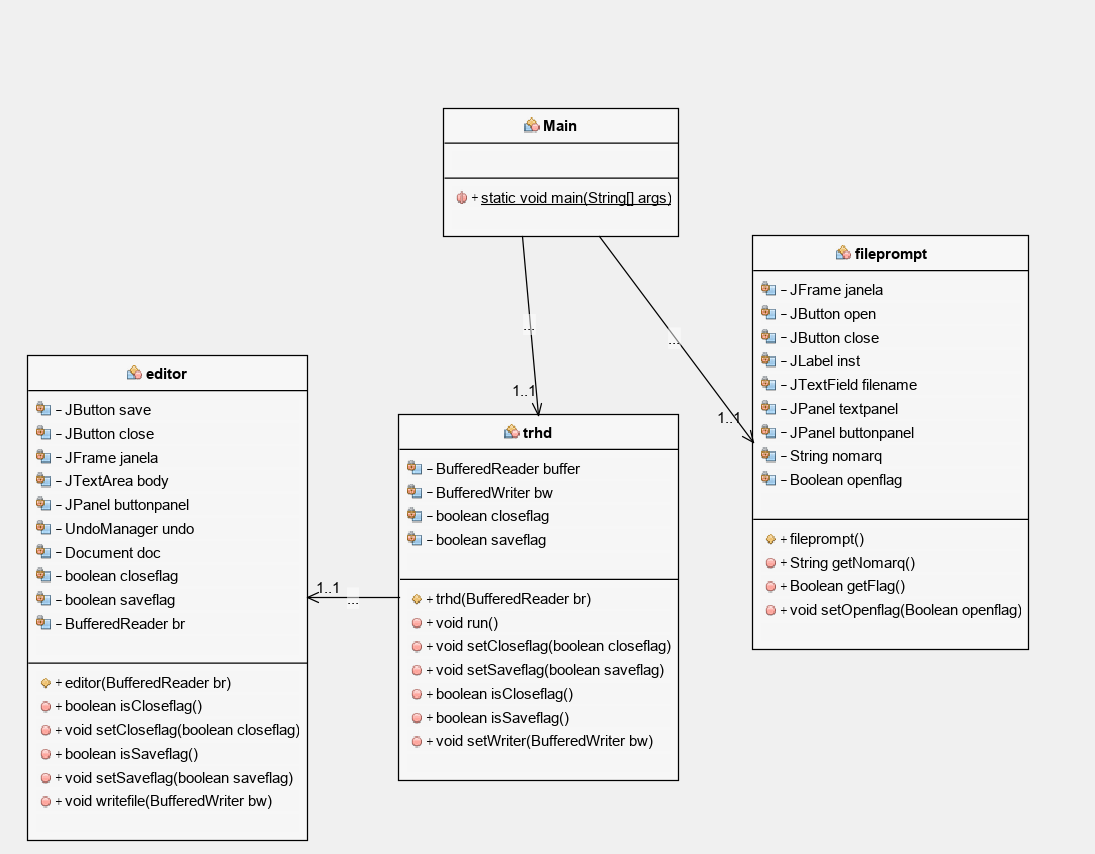 Main
+ static void main(String[] args)
...
1..1
...
1..1
fileprompt
- JFrame janela
- JButton open
- JButton close
- JLabel inst
- JTextField filename
- JPanel textpanel
- JPanel buttonpanel
- String nomarq
- Boolean openflag
+ fileprompt()
+ String getNomarq()
+ Boolean getFlag()
+ void setOpenflag(Boolean openflag)
editor
- JButton save
- JButton close
- JFrame janela
- JTextArea body
- JPanel buttonpanel
- UndoManager undo
- Document doc
- boolean closeflag
- boolean saveflag
- BufferedReader br
+ editor(BufferedReader br)
+ boolean isCloseflag()
+ void setCloseflag(boolean closeflag)
+ boolean isSaveflag()
+ void setSaveflag(boolean saveflag)
+ void writefile(BufferedWriter bw)
1..1
...
trhd
- BufferedReader buffer
- BufferedWriter bw
- boolean closeflag
- boolean saveflag
+ trhd(BufferedReader br)
+ void run()
+ void setCloseflag(boolean closeflag)
+ void setSaveflag(boolean saveflag)
+ boolean isCloseflag()
+ boolean isSaveflag()
+ void setWriter(BufferedWriter bw)